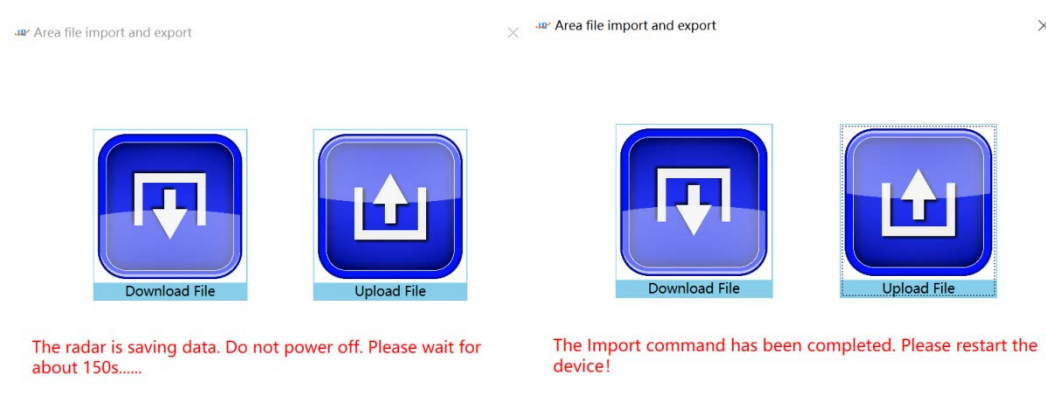 Area file import and export
Download File
Upload File
The radar is saving data. Do not power off. Please wait for
about 150s......
Area file import and export
Download File
Upload File
The Import command has been completed. Please restart the
device!